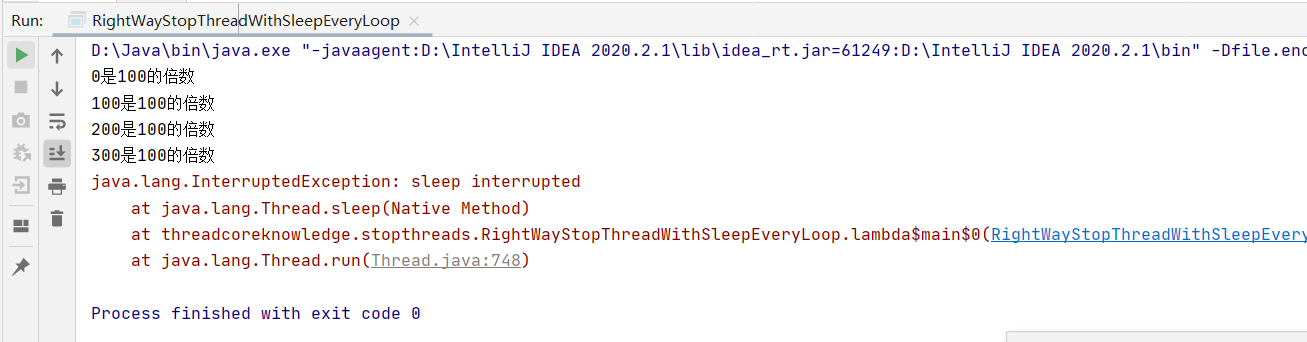 Run: RightWayStopThreadWithSleepEveryLoop
D:\Java\bin\java.exe "-javaagent:D:\IntelliJ IDEA 2020.2.1\lib\idea_rt.jar=61249:D:\IntelliJ IDEA 2020.2.1\bin" -Dfile.enc
0是100的倍数
100是100的倍数
200是100的倍数
300是100的倍数
java.lang.InterruptedException: sleep interrupted
at java.lang.Thread.sleep(Native Method)
at threadcoreknowledge.stopthreads.RightWayStopThreadWithSleepEveryLoop.lambda$main$0(RightWayStopThreadWithSleepEvery
at java.lang.Thread.run(Thread.java:748)
Process finished with exit code 0